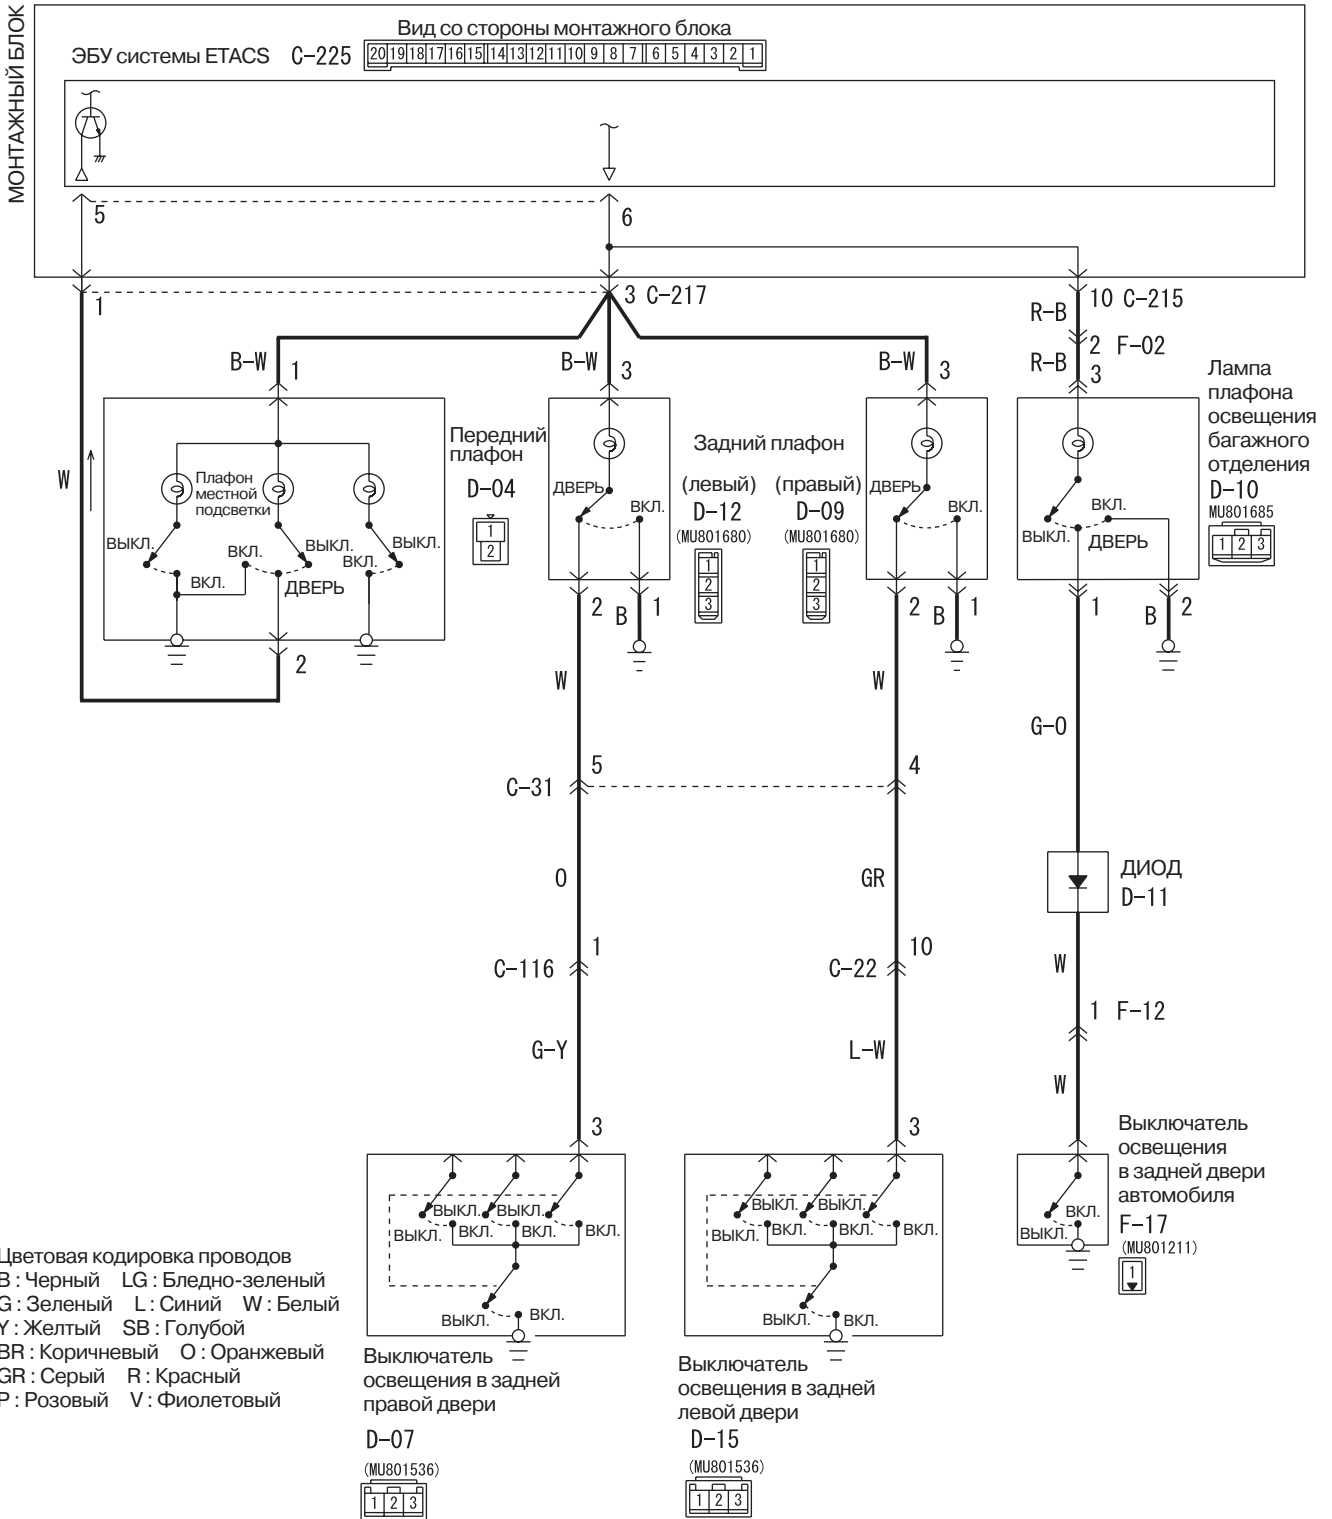 МОНТАЖНЫЙ БЛОК
Вид со стороны монтажного блока
ЭБУ системы ETACS C-225 20 19 18 17 16 15 14 13 12 11 10 9 8 7 6 5 4 3 2 1
5 6
1 3 C-217 10 C-215
R-B
2 F-02
B-W 1 B-W 3 B-W 3 R-B 3
Лампа
плафона
освещения
багажного
отделения
D-10
MU801685
1 2 3
Передний
плафон
D-04
1
2
Задний плафон
(левый) (правый)
D-12 D-09
(MU801680) (MU801680)
1 1
2 2
3 3
W
Плафон
местной
подсветки
ВЫКЛ. ВКЛ. ВЫКЛ. ВКЛ. ВЫКЛ.
ВКЛ. ДВЕРЬ
ДВЕРЬ ВКЛ.
ДВЕРЬ ВКЛ.
ВКЛ.
ВЫКЛ. ДВЕРЬ
2
2 B 1 2 B 1 1 B 2
W W
G-O
5 4
C-31
O GR
ДИОД
D-11
1 10
C-116 C-22
W
1 F-12
G-Y L-W
W
3 3
Выключатель
освещения
в задней двери
автомобиля
F-17
(MU801211)
1
ВЫКЛ. ВКЛ.
ВЫКЛ. ВЫКЛ.
ВЫКЛ. ВКЛ. ВКЛ. ВКЛ.
ВЫКЛ. ВКЛ.
ВЫКЛ. ВЫКЛ.
ВЫКЛ. ВКЛ. ВКЛ. ВКЛ.
ВЫКЛ. ВКЛ.
Цветовая кодировка проводов
B : Черный LG : Бледно-зеленый
G : Зеленый L : Синий W : Белый
Y : Желтый SB : Голубой
BR : Коричневый O : Оранжевый
GR : Серый R : Красный
P : Розовый V : Фиолетовый
Выключатель
освещения в задней
правой двери
D-07
(MU801536)
1 2 3
Выключатель
освещения в задней
левой двери
D-15
(MU801536)
1 2 3